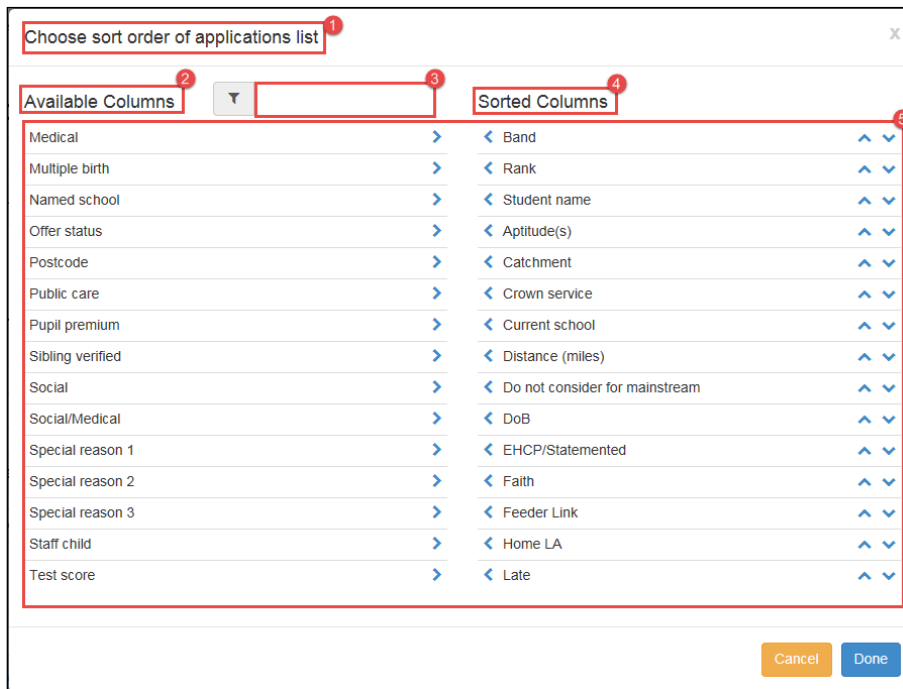 Choose sort order of applications list 1 x
Available Columns 2 3 Sorted Columns 4
5
Medical Band
Multiple birth Rank
Named school Student name
Offer status Aptitude(s)
Postcode Catchment
Public care Crown service
Pupil premium Current school
Sibling verified Distance (miles)
Social Do not consider for mainstream
Social/Medical DoB
Special reason 1 EHCP/Statemented
Special reason 2 Faith
Special reason 3 Feeder Link
Staff child Home LA
Test score Late
Cancel Done